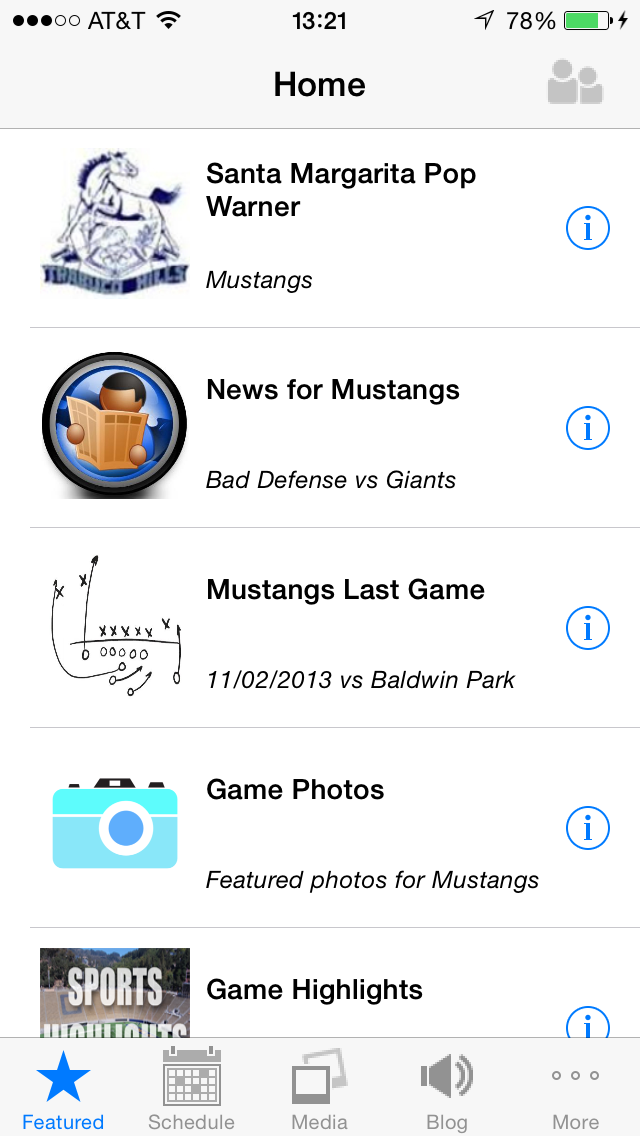 AT&T 13:21 78%
Home
Santa Margarita Pop
Warner
TRABUCO HILLS
Mustangs
News for Mustangs
Bad Defense vs Giants
Mustangs Last Game
11/02/2013 vs Baldwin Park
Game Photos
Featured photos for Mustangs
SPORTS
HIGHLIGHTS
Game Highlights
Featured Schedule Media Blog More